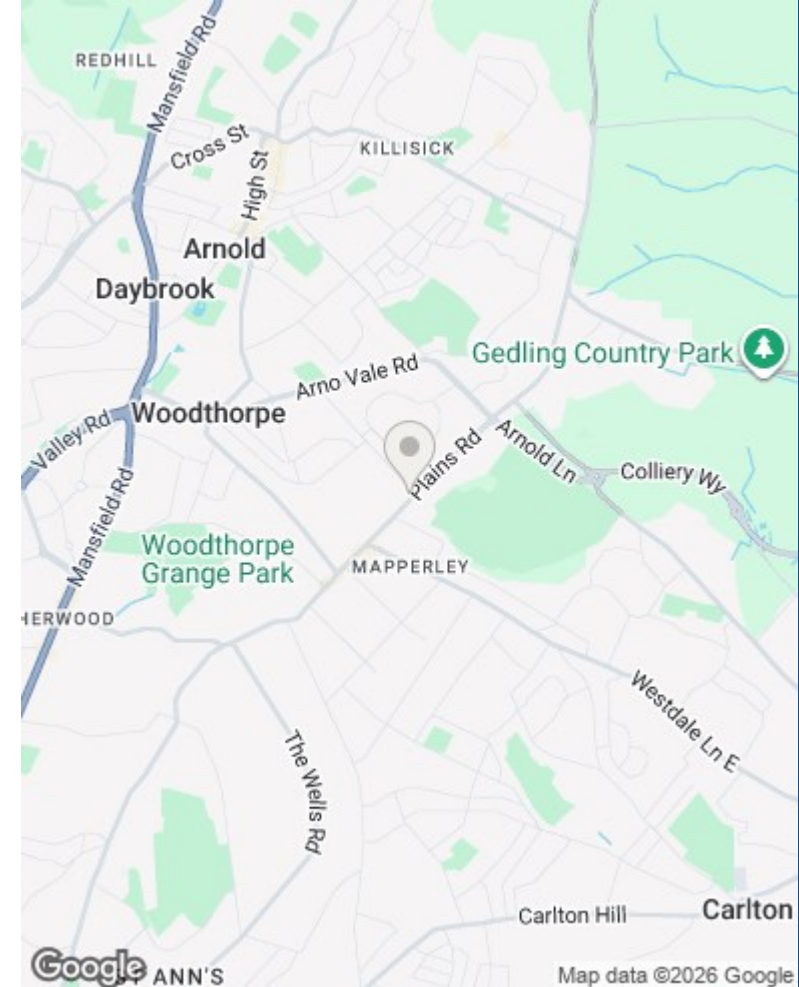 REDHILL
Mansfield Rd
Cross St
KILLISICK
High St
Arnold
Daybrook
Gedling Country Park
Arno Vale Rd
Woodthorpe
Valley Rd
Plains Rd
Arnold Ln
Colliery Wy
Mansfield Rd
Woodthorpe
Grange Park
MAPPERLEY
HERWOOD
Westdale Ln E
The Wells Rd
Carlton Hill
Carlton
Google
ANN'S
Map data ©2026 Google